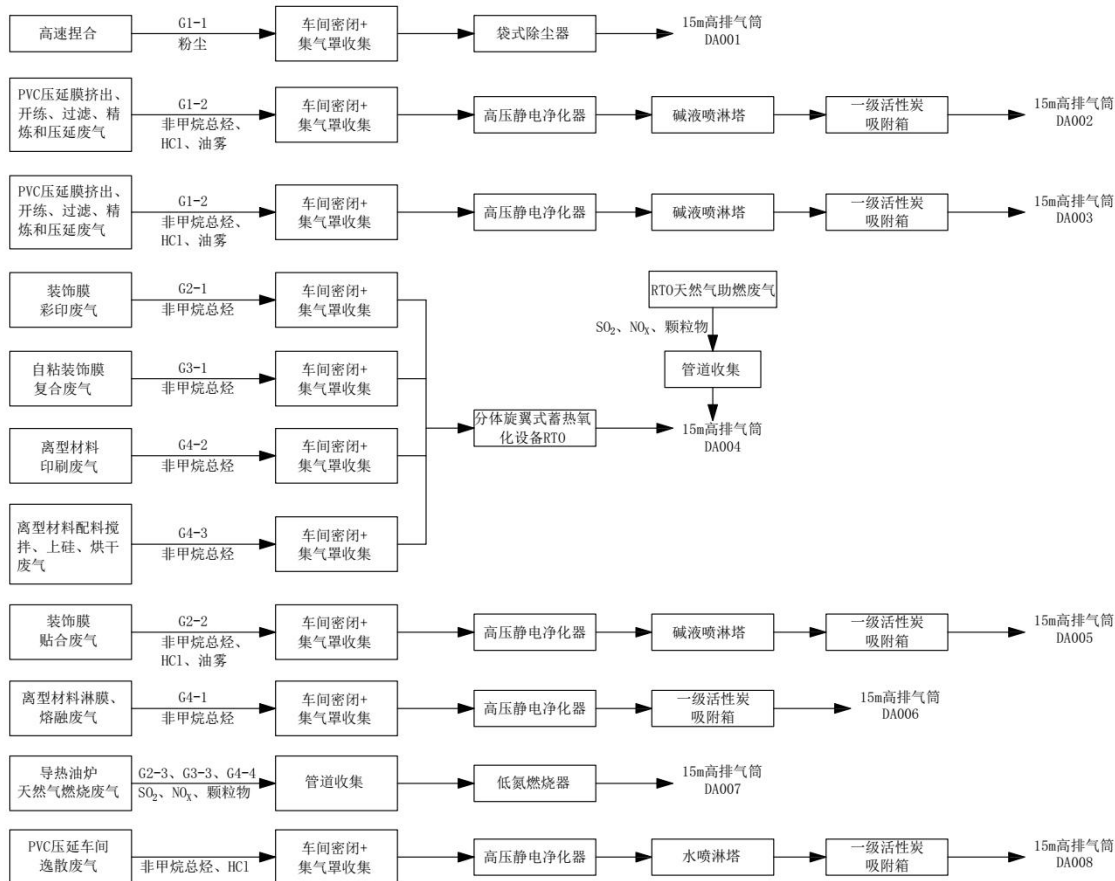 高速捏合
G1-1
粉尘
车间密闭+
集气罩收集
袋式除尘器
15m高排气筒
DA001
PVC压延膜挤出、
开练、过滤、精
炼和压延废气
G1-2
非甲烷总烃、
HCl、油雾
车间密闭+
集气罩收集
高压静电净化器
碱液喷淋塔
一级活性炭
吸附箱
15m高排气筒
DA002
PVC压延膜挤出、
开练、过滤、精
炼和压延废气
G1-2
非甲烷总烃、
HCl、油雾
车间密闭+
集气罩收集
高压静电净化器
碱液喷淋塔
一级活性炭
吸附箱
15m高排气筒
DA003
装饰膜
彩印废气
G2-1
非甲烷总烃
车间密闭+
集气罩收集
RTO天然气助燃废气
SO₂、NOₓ、颗粒物
管道收集
自粘装饰膜
复合废气
G3-1
非甲烷总烃
车间密闭+
集气罩收集
分体旋翼式蓄热氧
化设备RTO
15m高排气筒
DA004
离型材料
印刷废气
G4-2
非甲烷总烃
车间密闭+
集气罩收集
离型材料配料搅
拌、上硅、烘干
废气
G4-3
非甲烷总烃
车间密闭+
集气罩收集
装饰膜
贴合废气
G2-2
非甲烷总烃、
HCl、油雾
车间密闭+
集气罩收集
高压静电净化器
碱液喷淋塔
一级活性炭
吸附箱
15m高排气筒
DA005
离型材料淋膜、
熔融废气
G4-1
非甲烷总烃
车间密闭+
集气罩收集
高压静电净化器
一级活性炭
吸附箱
15m高排气筒
DA006
导热油炉
天然气燃烧废气
G2-3、G3-3、G4-4
SO₂、NOₓ、颗粒物
管道收集
低氮燃烧器
15m高排气筒
DA007
PVC压延车间
逸散废气
非甲烷总烃、HCl
车间密闭+
集气罩收集
高压静电净化器
水喷淋塔
一级活性炭
吸附箱
15m高排气筒
DA008